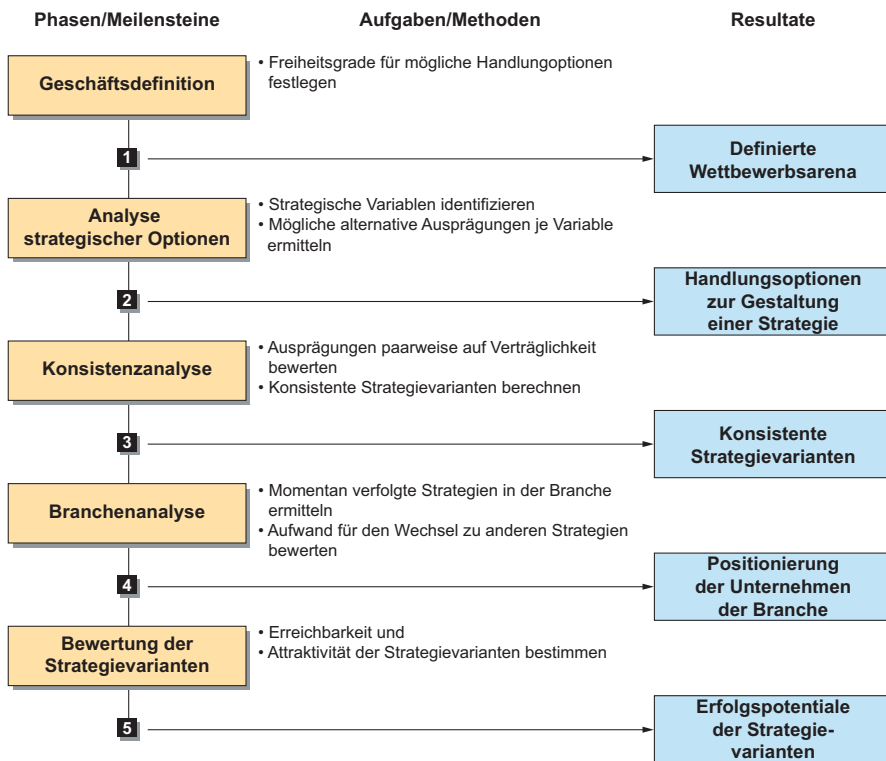 Phasen/Meilensteine
Aufgaben/Methoden
Resultate
Geschäftsdefinition
• Freiheitsgrade für mögliche Handlungoptionen
festlegen
1
Definierte
Wettbewerbsarena
Analyse
strategischer Optionen
• Strategische Variablen identifizieren
• Mögliche alternative Ausprägungen je Variable
ermitteln
2
Handlungsoptionen
zur Gestaltung
einer Strategie
Konsistenzanalyse
• Ausprägungen paarweise auf Verträglichkeit
bewerten
• Konsistente Strategievarianten berechnen
3
Konsistente
Strategievarianten
Branchenanalyse
• Momentan verfolgte Strategien in der Branche
ermitteln
• Aufwand für den Wechsel zu anderen Strategien
bewerten
4
Positionierung
der Unternehmen
der Branche
Bewertung der
Strategievarianten
• Erreichbarkeit und
• Attraktivität der Strategievarianten bestimmen
5
Erfolgspotentiale
der Strategie-
varianten